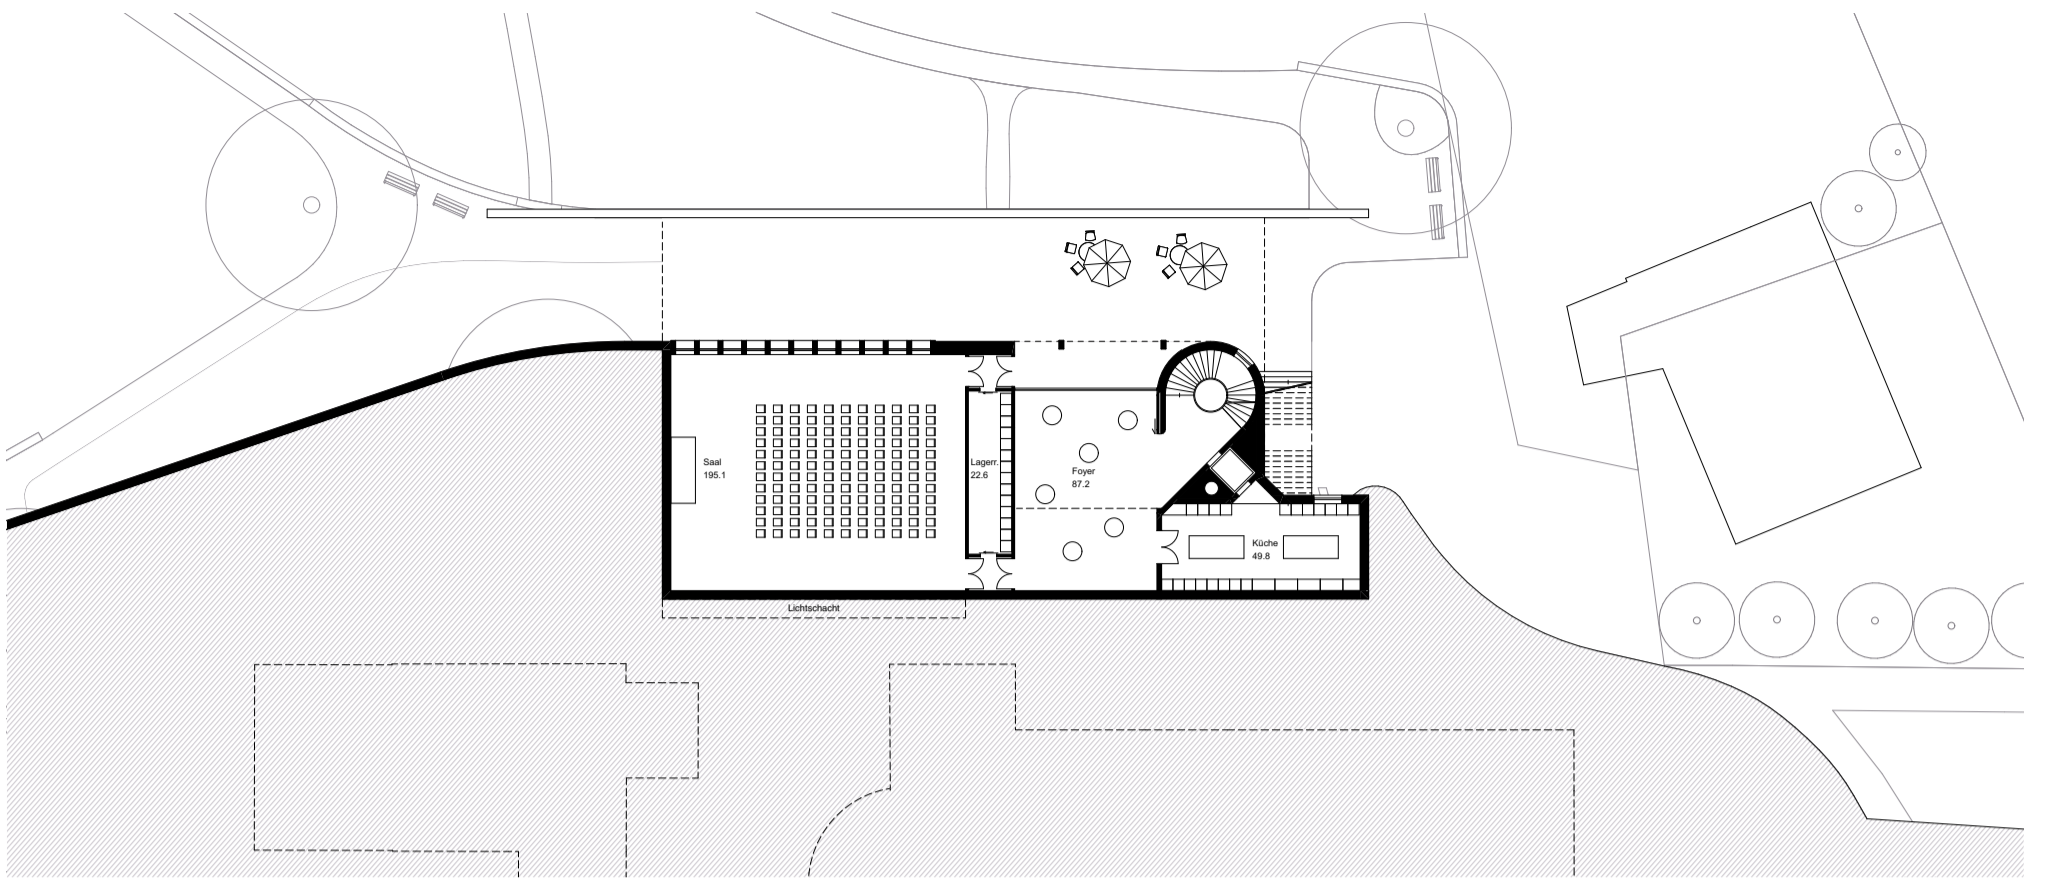 Saal
195.1
Lagerr.
22.6
Foyer
87.2
Küche
49.8
Lichtschacht